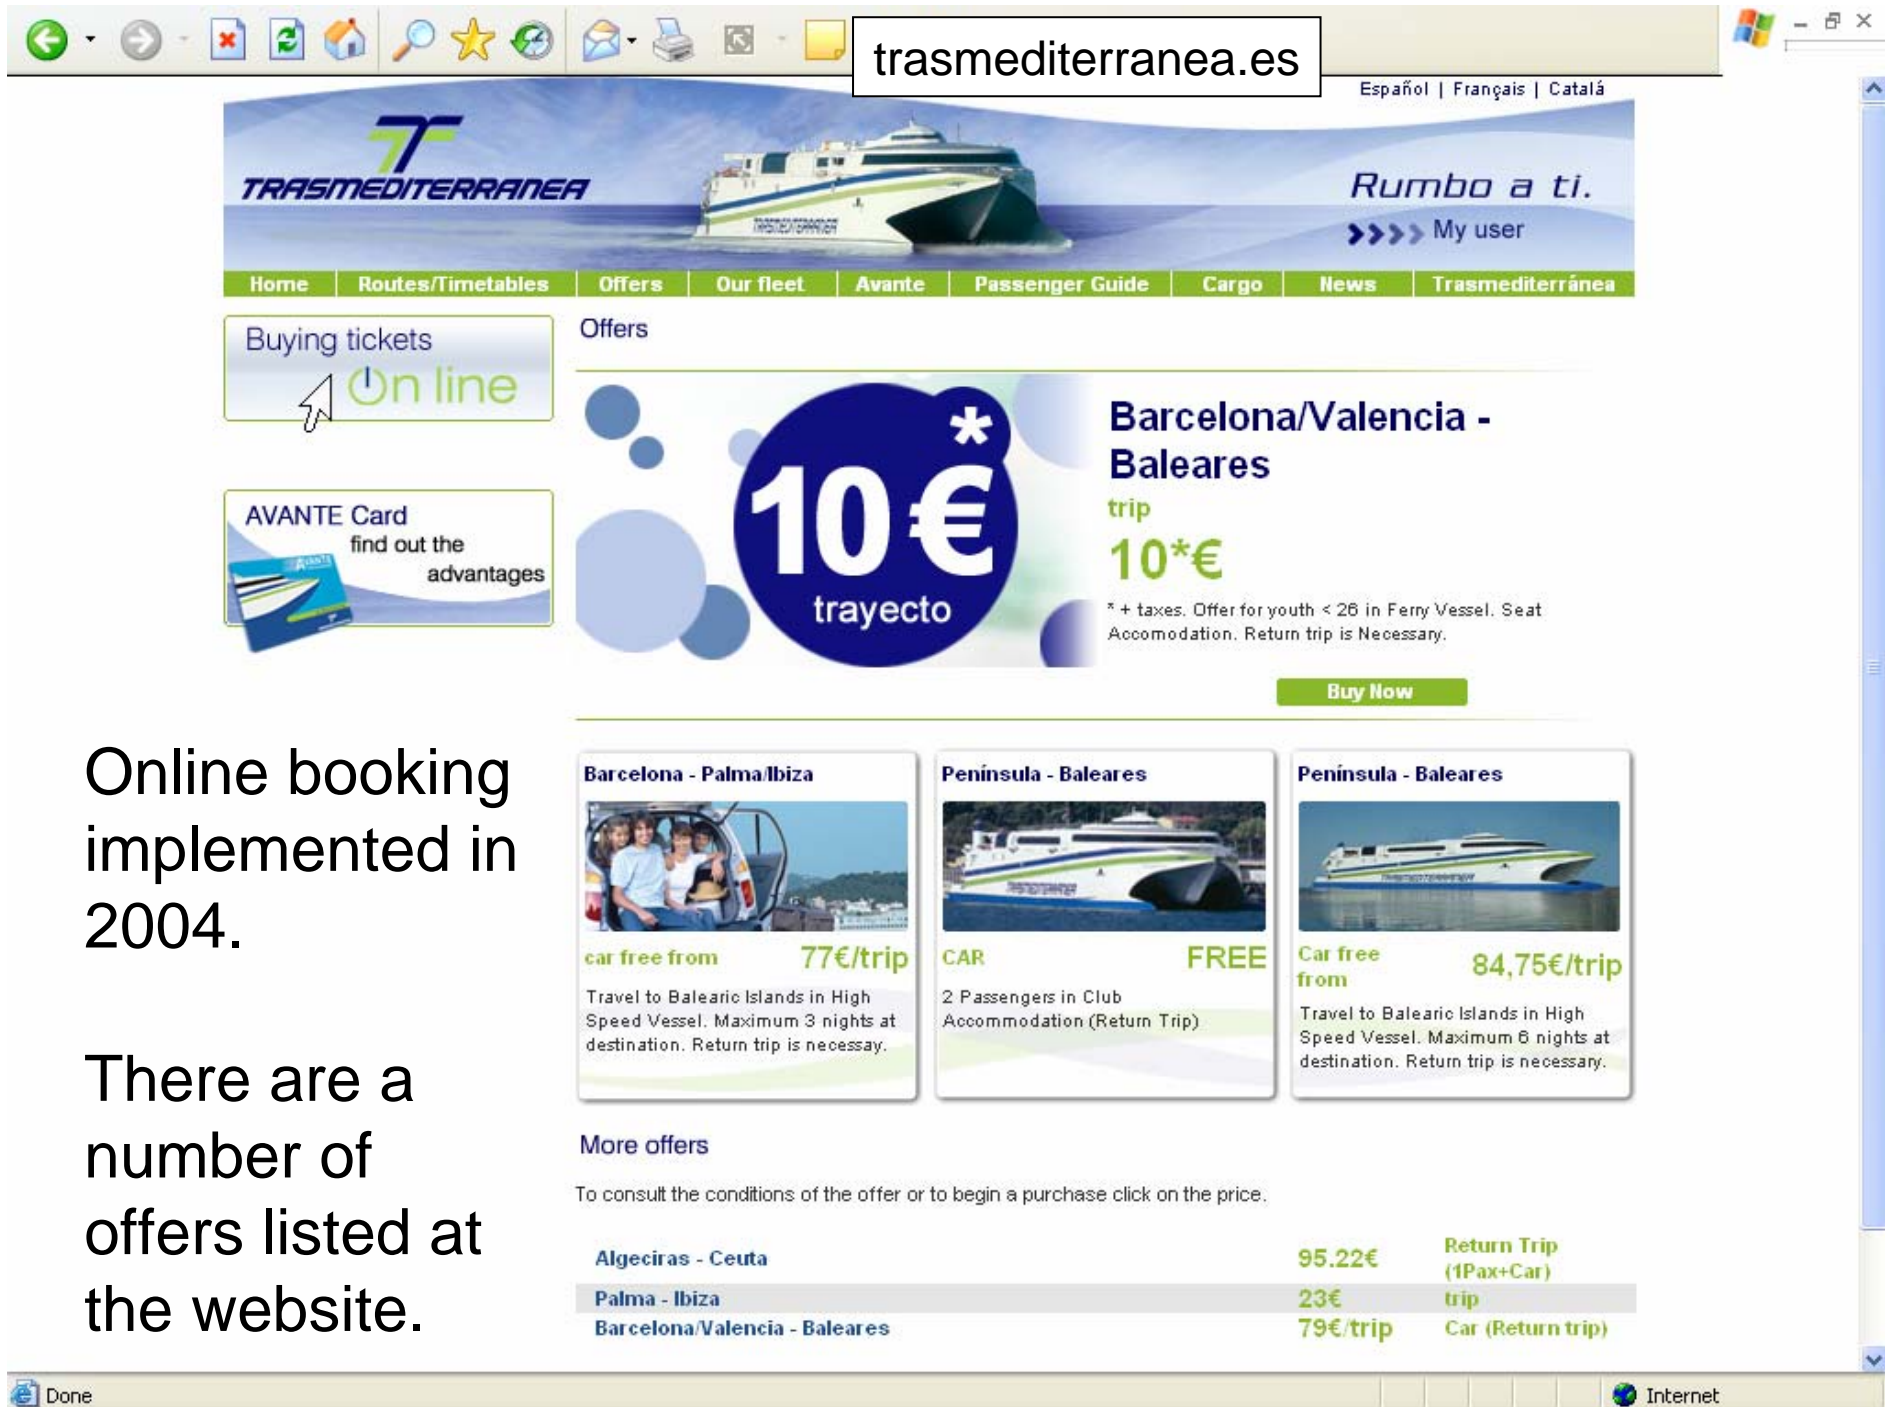 trasmediterranea.es
Español | Français | Catalá
TRASMEDITERRANEA
TRASMEDITERRANEA
Rumbo a ti.
My user
Home
Routes/Timetables
Offers
Our fleet
Avante
Passenger Guide
Cargo
News
Trasmediterránea
Buying tickets
On line
AVANTE Card
find out the
advantages
AVANTE
Offers
10€*
trayecto
Barcelona/Valencia -
Baleares
trip
10*€
* + taxes. Offer for youth < 26 in Ferry Vessel. Seat
Accomodation. Return trip is Necessary.
Buy Now
Online booking
implemented in
2004.
There are a
number of
offers listed at
the website.
Barcelona - Palma/Ibiza
car free from 77€/trip
Travel to Balearic Islands in High
Speed Vessel. Maximum 3 nights at
destination. Return trip is necessay.
Península - Baleares
TRASMEDITERRANEA
CAR FREE
2 Passengers in Club
Accommodation (Return Trip)
Península - Baleares
TRASMEDITERRANEA
Car free
from
84,75€/trip
Travel to Balearic Islands in High
Speed Vessel. Maximum 6 nights at
destination. Return trip is necessary.
More offers
To consult the conditions of the offer or to begin a purchase click on the price.
Algeciras - Ceuta 95.22€ Return Trip
(1Pax+Car)
Palma - Ibiza 23€ trip
Barcelona/Valencia - Baleares 79€/trip Car (Return trip)
Done
Internet